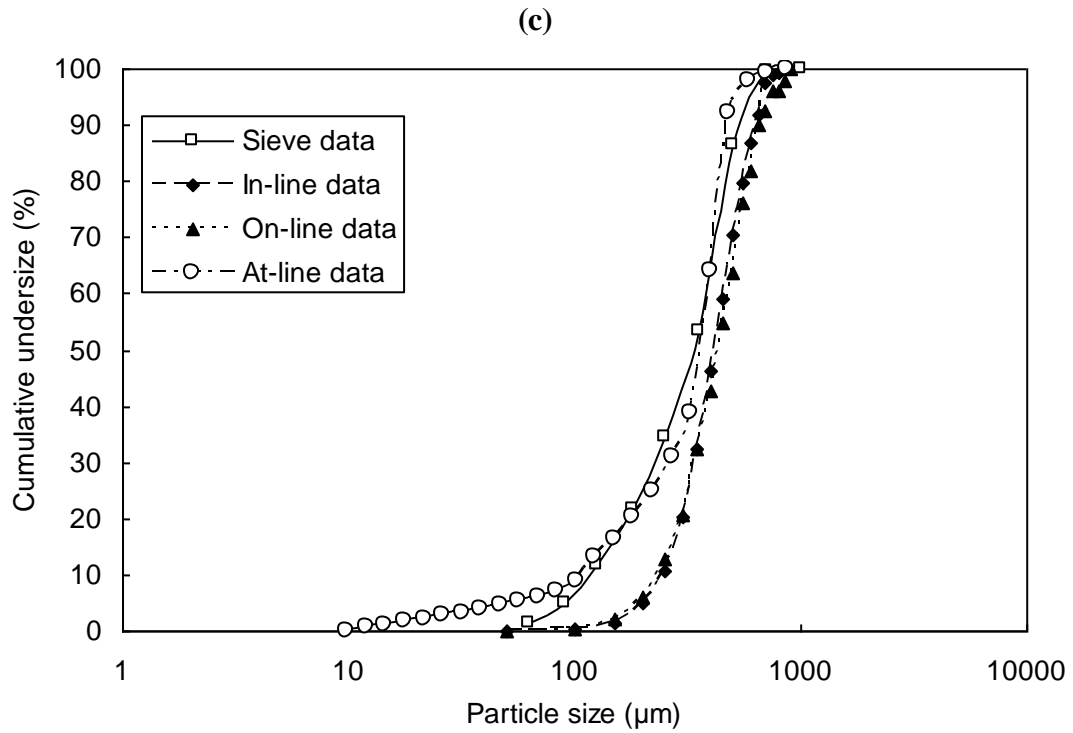 (c)
100
90
80
70
60
50
40
30
20
10
0
Cumulative undersize (%)
Sieve data
In-line data
On-line data
At-line data
1 10 100 1000 10000
Particle size (µm)